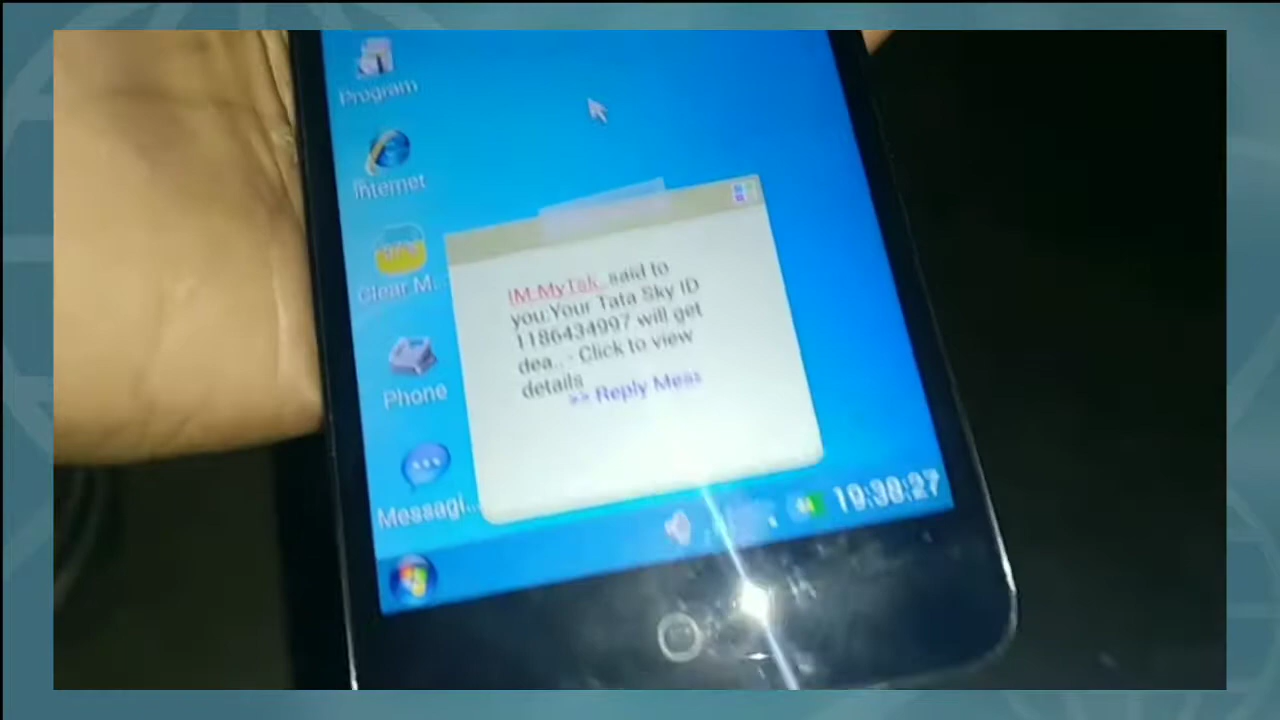 Program
Internet
Clear M..
Phone
Messagi...
IM-MyTsk said to
you:Your Tata Sky ID
1186434997 will get
dea.. - Click to view
details
>> Reply Mess
19:38:27